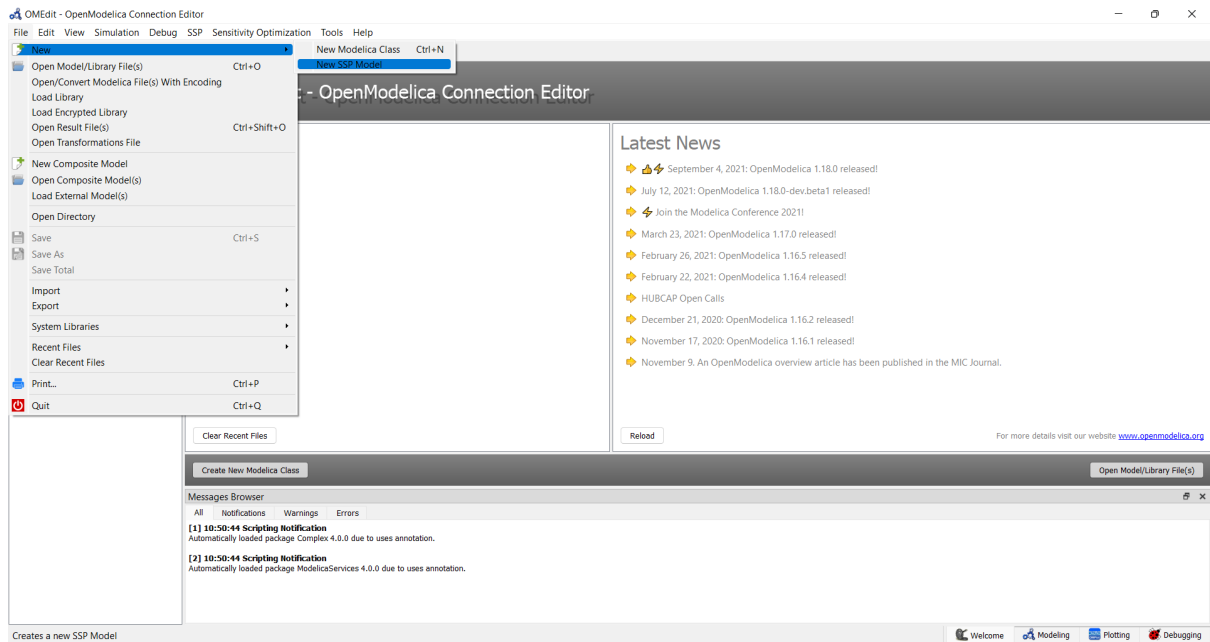 OMEdit - OpenModelica Connection Editor
File Edit View Simulation Debug SSP Sensitivity Optimization Tools Help
New
New Modelica Class Ctrl+N
New SSP Model
Open Model/Library File(s) Ctrl+O
Open/Convert Modelica File(s) With Encoding
Load Library
Load Encrypted Library
Open Result File(s) Ctrl+Shift+O
Open Transformations File
New Composite Model
Open Composite Model(s)
Load External Model(s)
Open Directory
Save Ctrl+S
Save As
Save Total
Import
Export
System Libraries
Recent Files
Clear Recent Files
Print... Ctrl+P
Quit Ctrl+Q
- OpenModelica Connection Editor
Latest News
September 4, 2021: OpenModelica 1.18.0 released!
July 12, 2021: OpenModelica 1.18.0-dev.beta1 released!
Join the Modelica Conference 2021!
March 23, 2021: OpenModelica 1.17.0 released!
February 26, 2021: OpenModelica 1.16.5 released!
February 22, 2021: OpenModelica 1.16.4 released!
HUBCAP Open Calls
December 21, 2020: OpenModelica 1.16.2 released!
November 17, 2020: OpenModelica 1.16.1 released!
November 9. An OpenModelica overview article has been published in the MIC Journal.
Clear Recent Files
Reload
For more details visit our website www.openmodelica.org
Create New Modelica Class
Open Model/Library File(s)
Messages Browser
All Notifications Warnings Errors
[1] 10:50:44 Scripting Notification
Automatically loaded package Complex 4.0.0 due to uses annotation.
[2] 10:50:44 Scripting Notification
Automatically loaded package ModelicaServices 4.0.0 due to uses annotation.
Creates a new SSP Model
Welcome Modeling Plotting Debugging